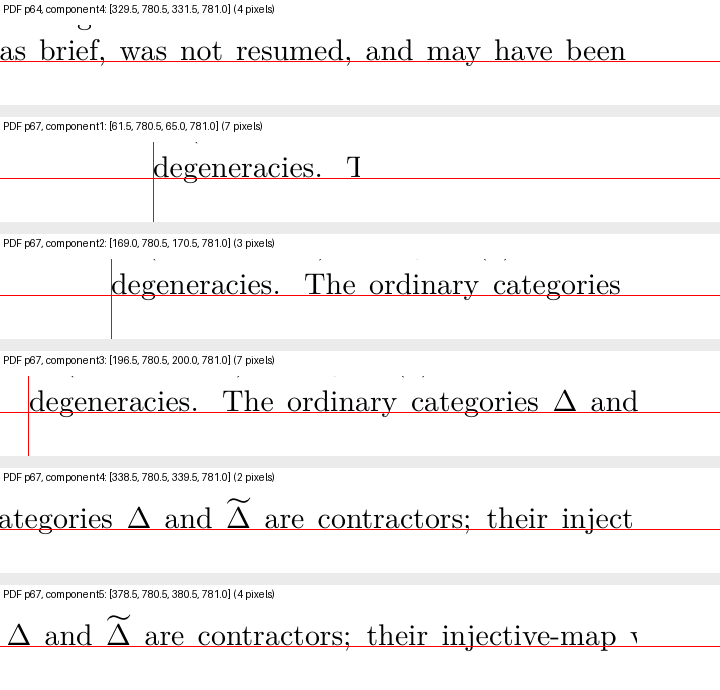 PDF p64, component4: [329.5, 780.5, 331.5, 781.0] (4 pixels)
as brief, was not resumed, and may have been
PDF p67, component1: [61.5, 780.5, 65.0, 781.0] (7 pixels)
degeneracies.
PDF p67, component2: [169.0, 780.5, 170.5, 781.0] (3 pixels)
degeneracies. The ordinary categories
PDF p67, component3: [196.5, 780.5, 200.0, 781.0] (7 pixels)
degeneracies. The ordinary categories Δ and
PDF p67, component4: [338.5, 780.5, 339.5, 781.0] (2 pixels)
ategories Δ and Δ̃ are contractors; their inject
PDF p67, component5: [378.5, 780.5, 380.5, 781.0] (4 pixels)
Δ and Δ̃ are contractors; their injective-map